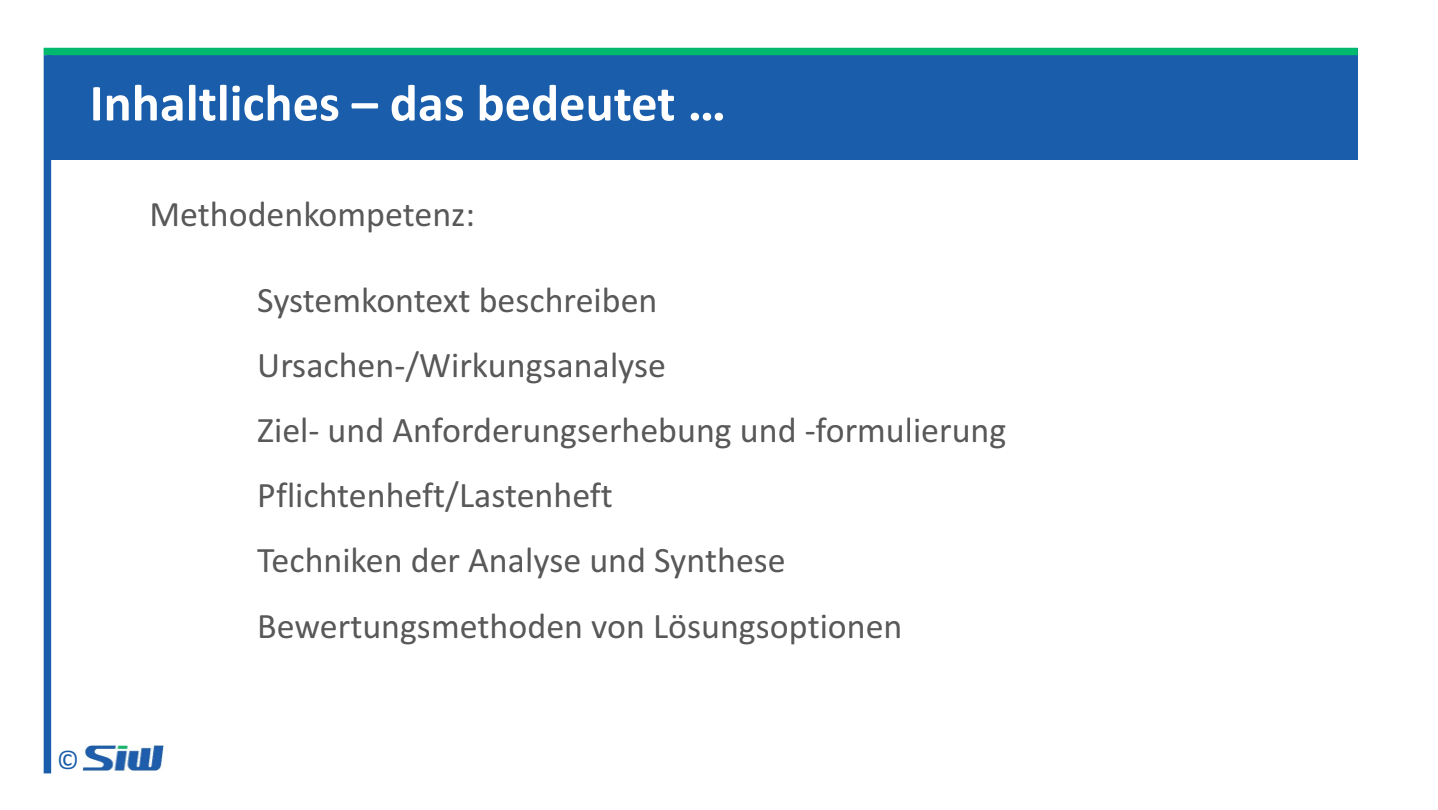 Inhaltliches – das bedeutet …
Methodenkompetenz:
Systemkontext beschreiben
Ursachen-/Wirkungsanalyse
Ziel- und Anforderungserhebung und -formulierung
Pflichtenheft/Lastenheft
Techniken der Analyse und Synthese
Bewertungsmethoden von Lösungsoptionen
© SiW